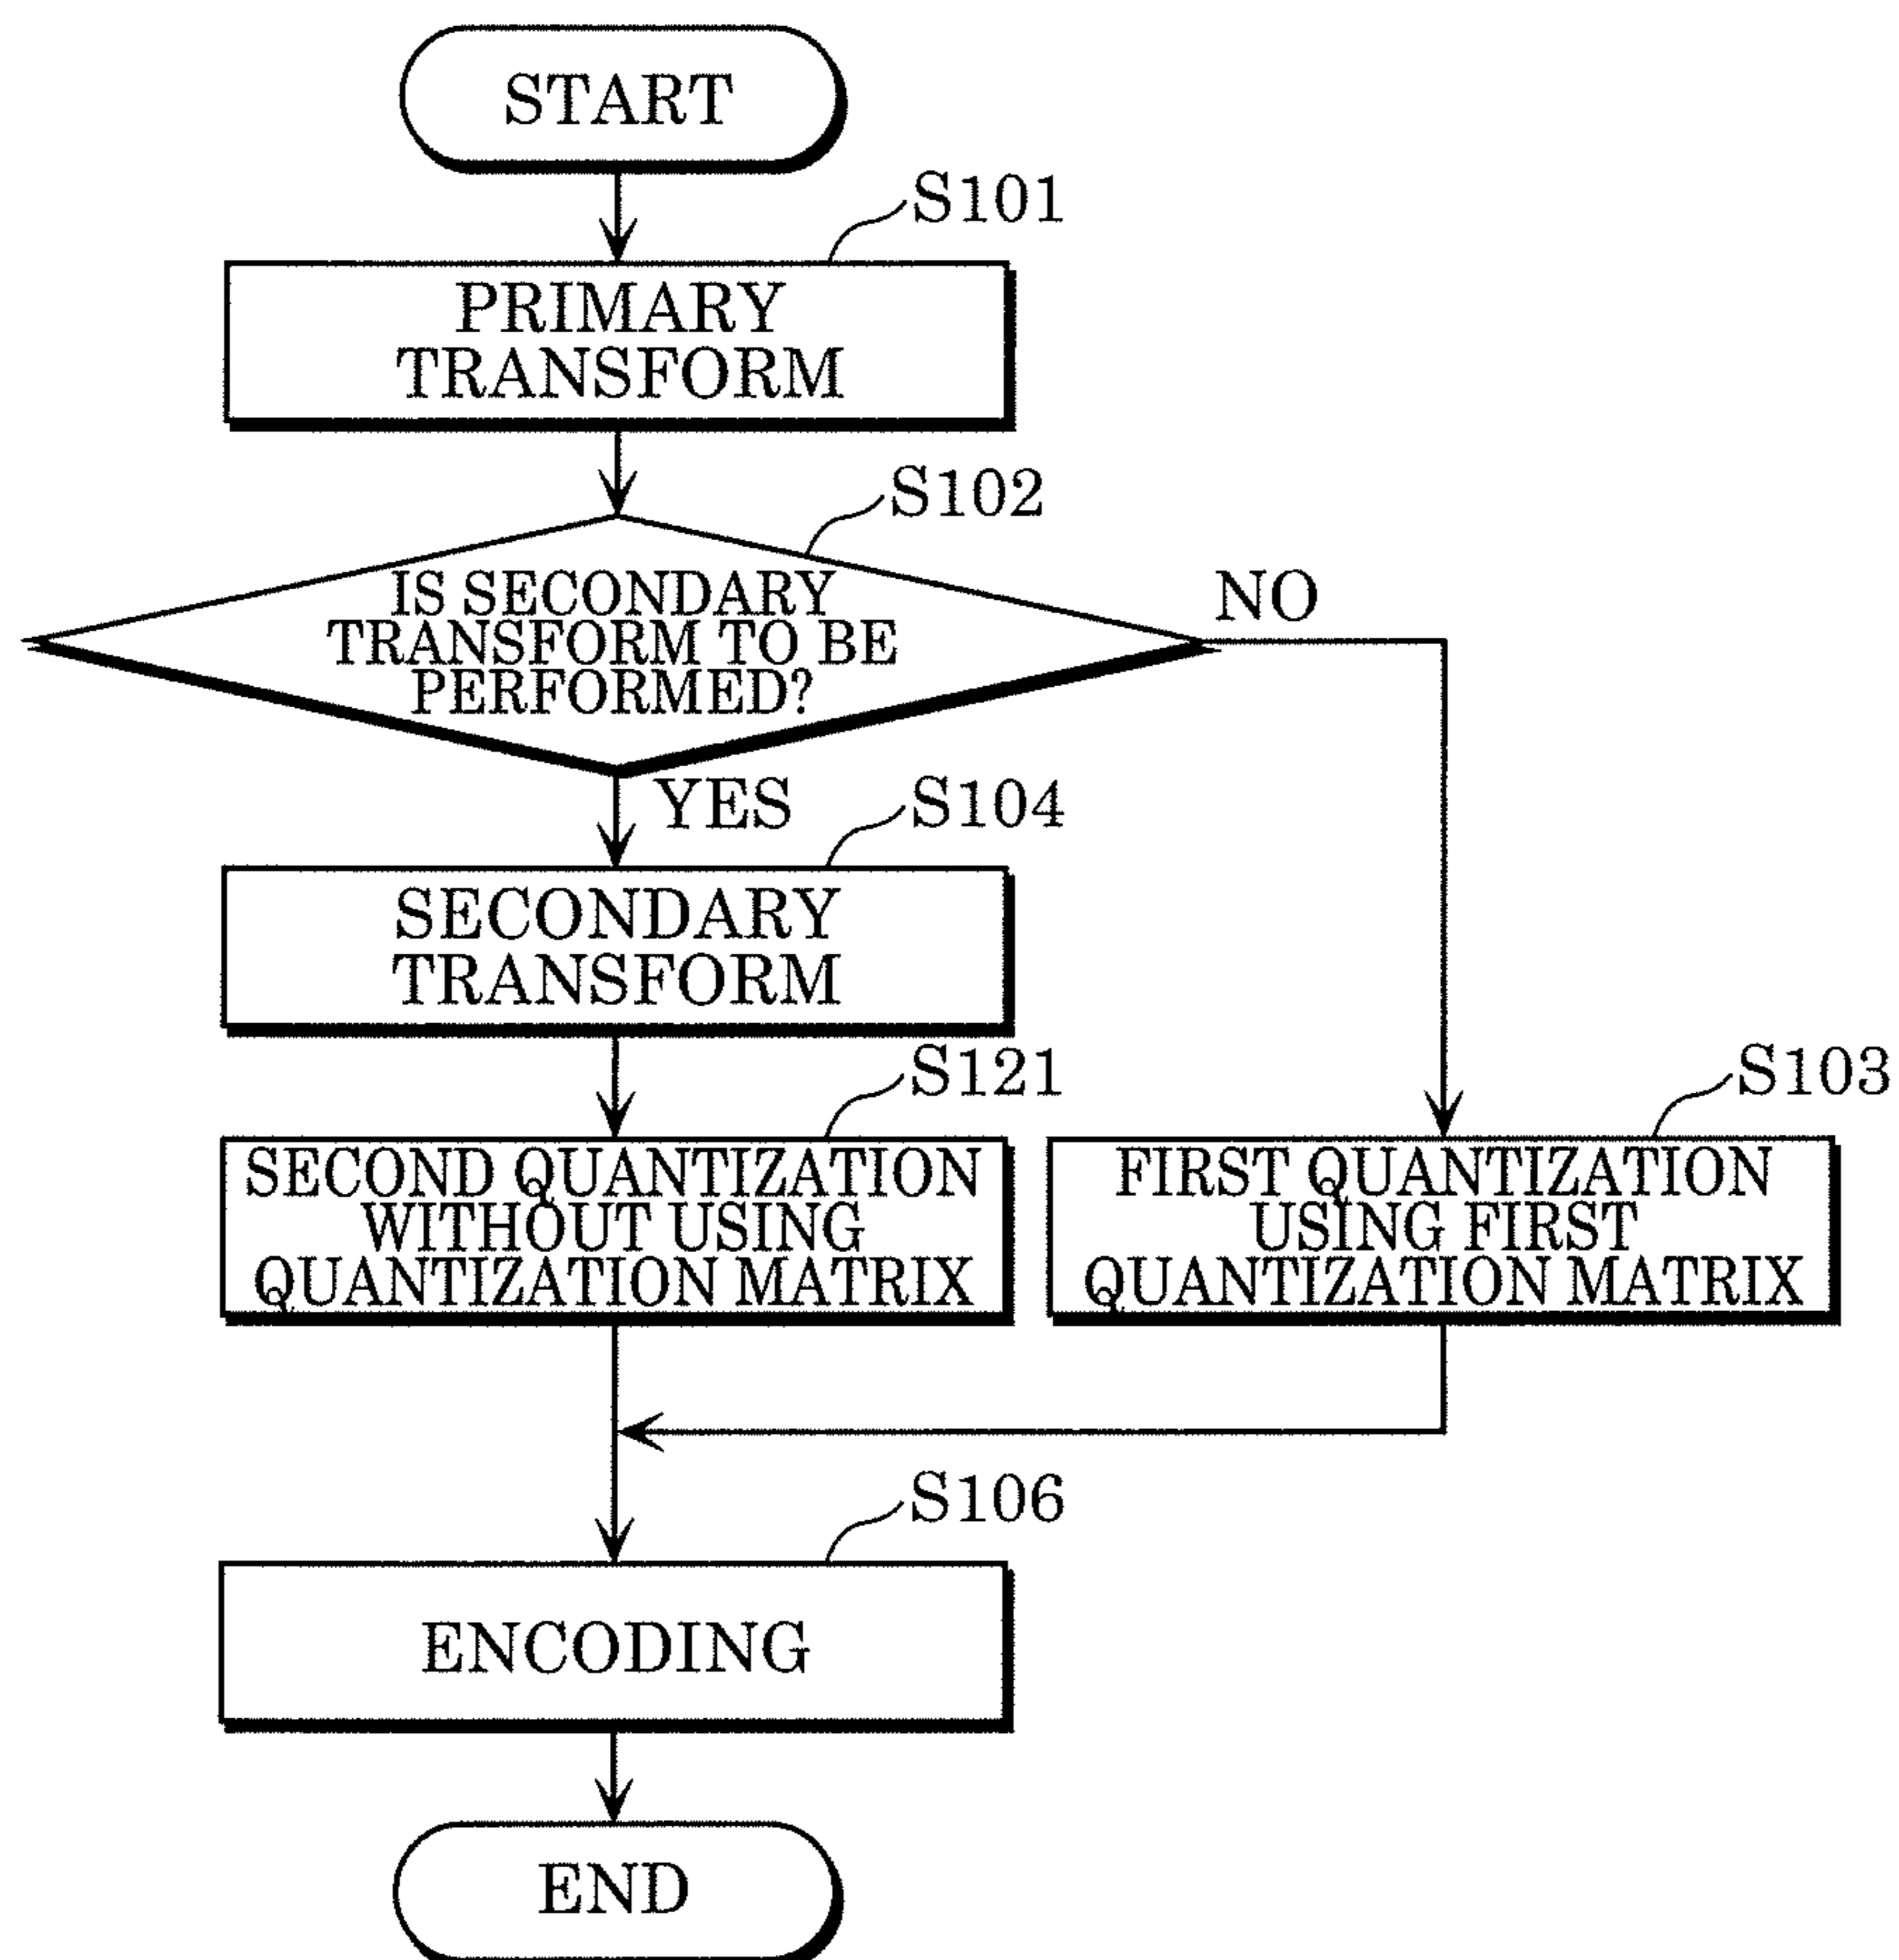 START
S101
PRIMARY
TRANSFORM
S102
IS SECONDARY
TRANSFORM TO BE
PERFORMED?
NO
YES
S104
SECONDARY
TRANSFORM
S121
SECOND QUANTIZATION
WITHOUT USING
QUANTIZATION MATRIX
S103
FIRST QUANTIZATION
USING FIRST
QUANTIZATION MATRIX
S106
ENCODING
END